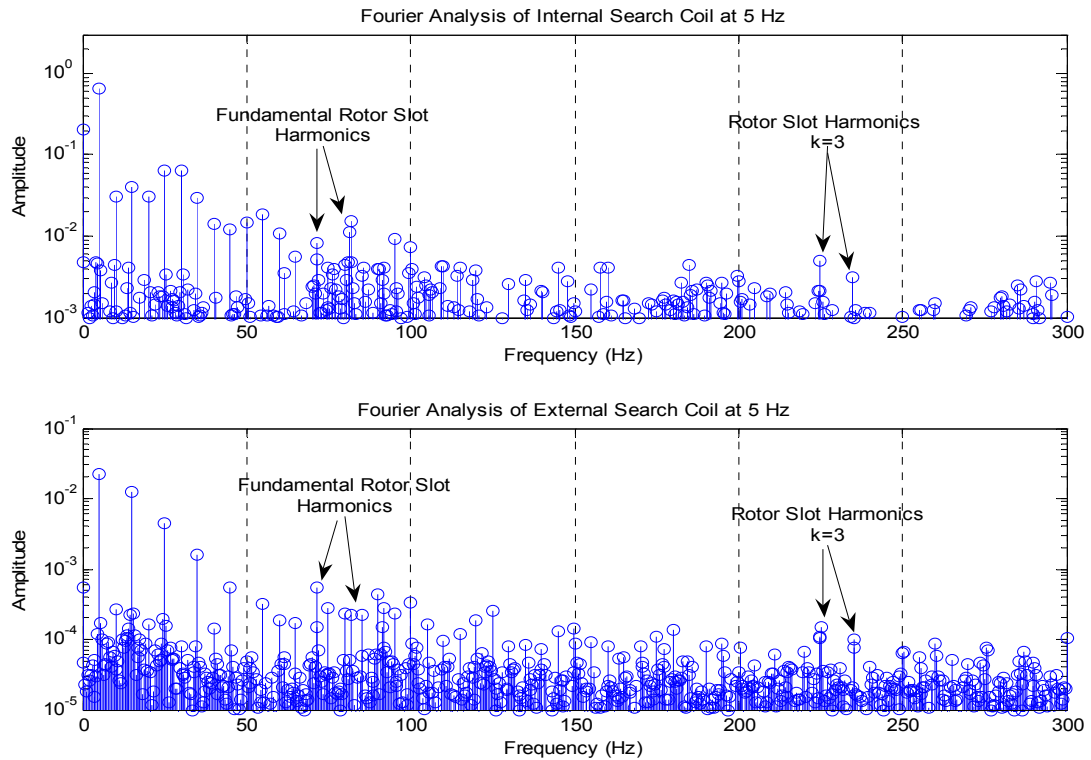 Fourier Analysis of Internal Search Coil at 5 Hz
10^0
10^-1
10^-2
10^-3
Amplitude
Fundamental Rotor Slot
Harmonics
Rotor Slot Harmonics
k=3
0 50 100 150 200 250 300
Frequency (Hz)
Fourier Analysis of External Search Coil at 5 Hz
10^-1
10^-2
10^-3
10^-4
10^-5
Amplitude
Fundamental Rotor Slot
Harmonics
Rotor Slot Harmonics
k=3
0 50 100 150 200 250 300
Frequency (Hz)